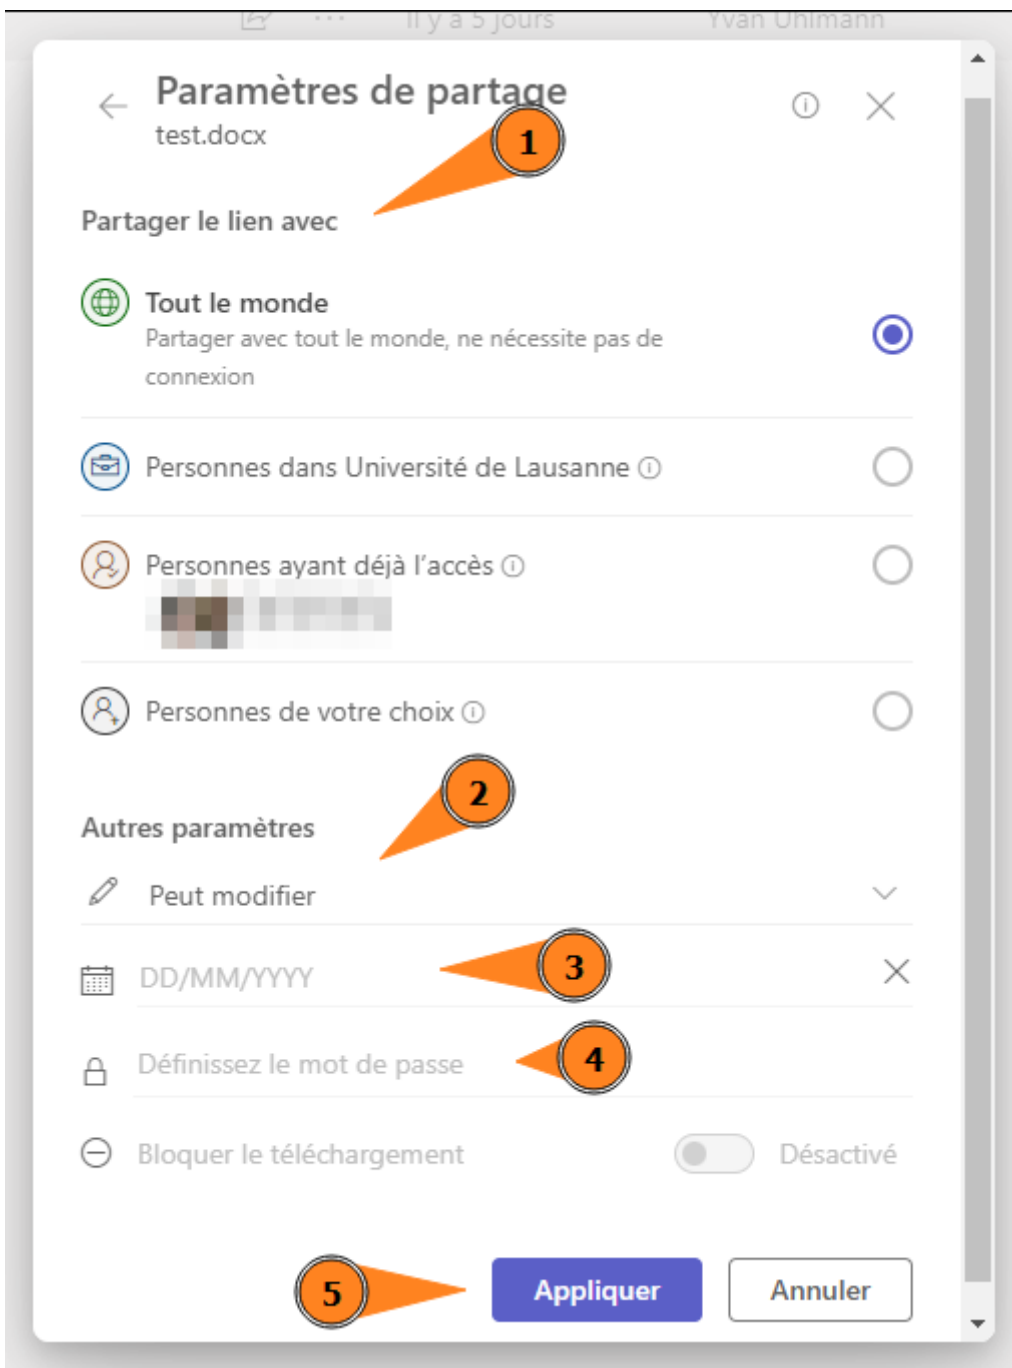 Il y a 5 jours Yvan Uhlmann
Paramètres de partage
test.docx
1
Partager le lien avec
Tout le monde
Partager avec tout le monde, ne nécessite pas de
connexion
Personnes dans Université de Lausanne
Personnes ayant déjà l'accès
Personnes de votre choix
2
Autres paramètres
Peut modifier
DD/MM/YYYY
3
Définissez le mot de passe
4
Bloquer le téléchargement Désactivé
5
Appliquer Annuler